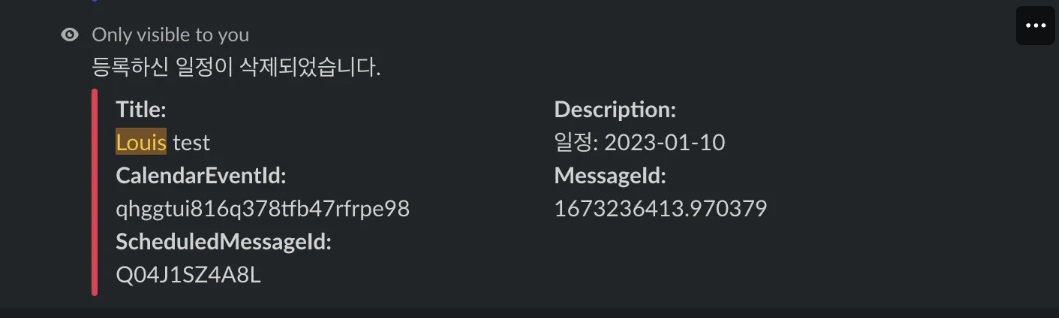 Only visible to you
등록하신 일정이 삭제되었습니다.
Title:
Louis test
Description:
일정: 2023-01-10
CalendarEventId:
qhggtui816q378tfb47rfrpe98
MessageId:
1673236413.970379
ScheduledMessageId:
Q04J1SZ4A8L